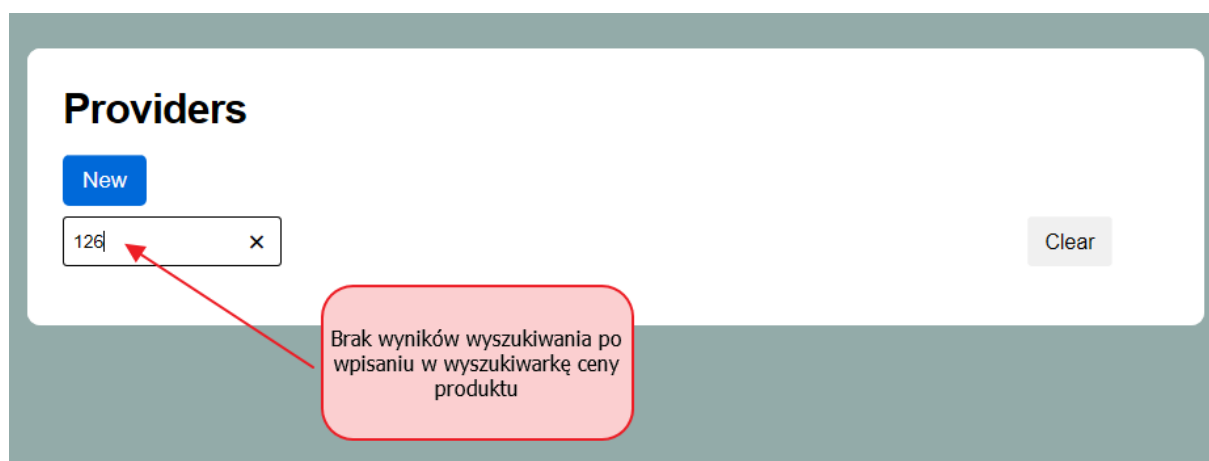 Providers
New
126
Clear
Brak wyników wyszukiwania po
wpisaniu w wyszukiwarkę ceny
produktu